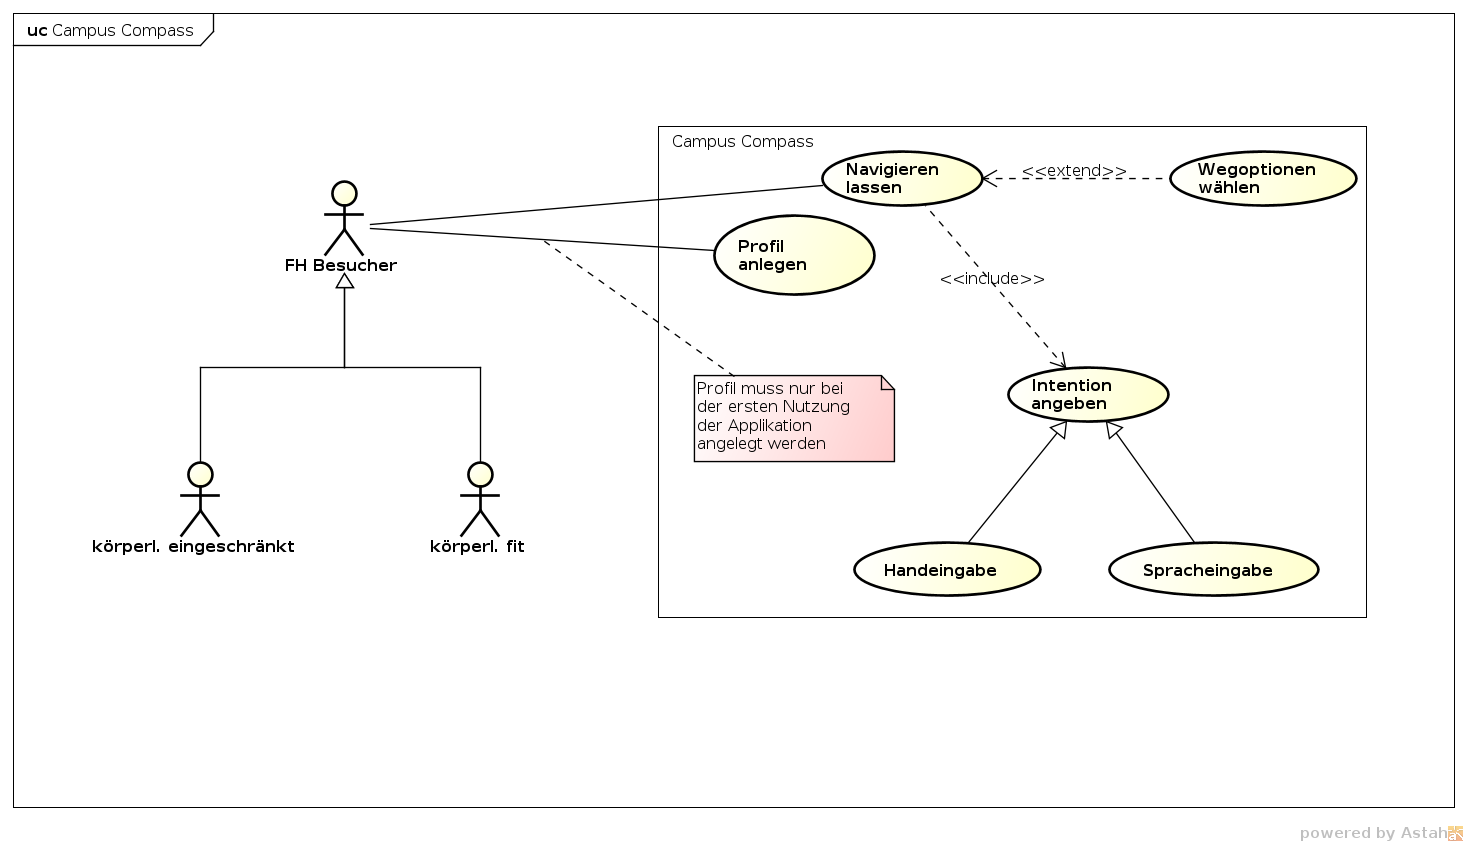 uc Campus Compass
Campus Compass
Navigieren
lassen
<<extend>>
Wegoptionen
wählen
Profil
anlegen
FH Besucher
<<include>>
Profil muss nur bei
der ersten Nutzung
der Applikation
angelegt werden
Intention
angeben
körperl. eingeschränkt
körperl. fit
Handeingabe
Spracheingabe
powered by Astah